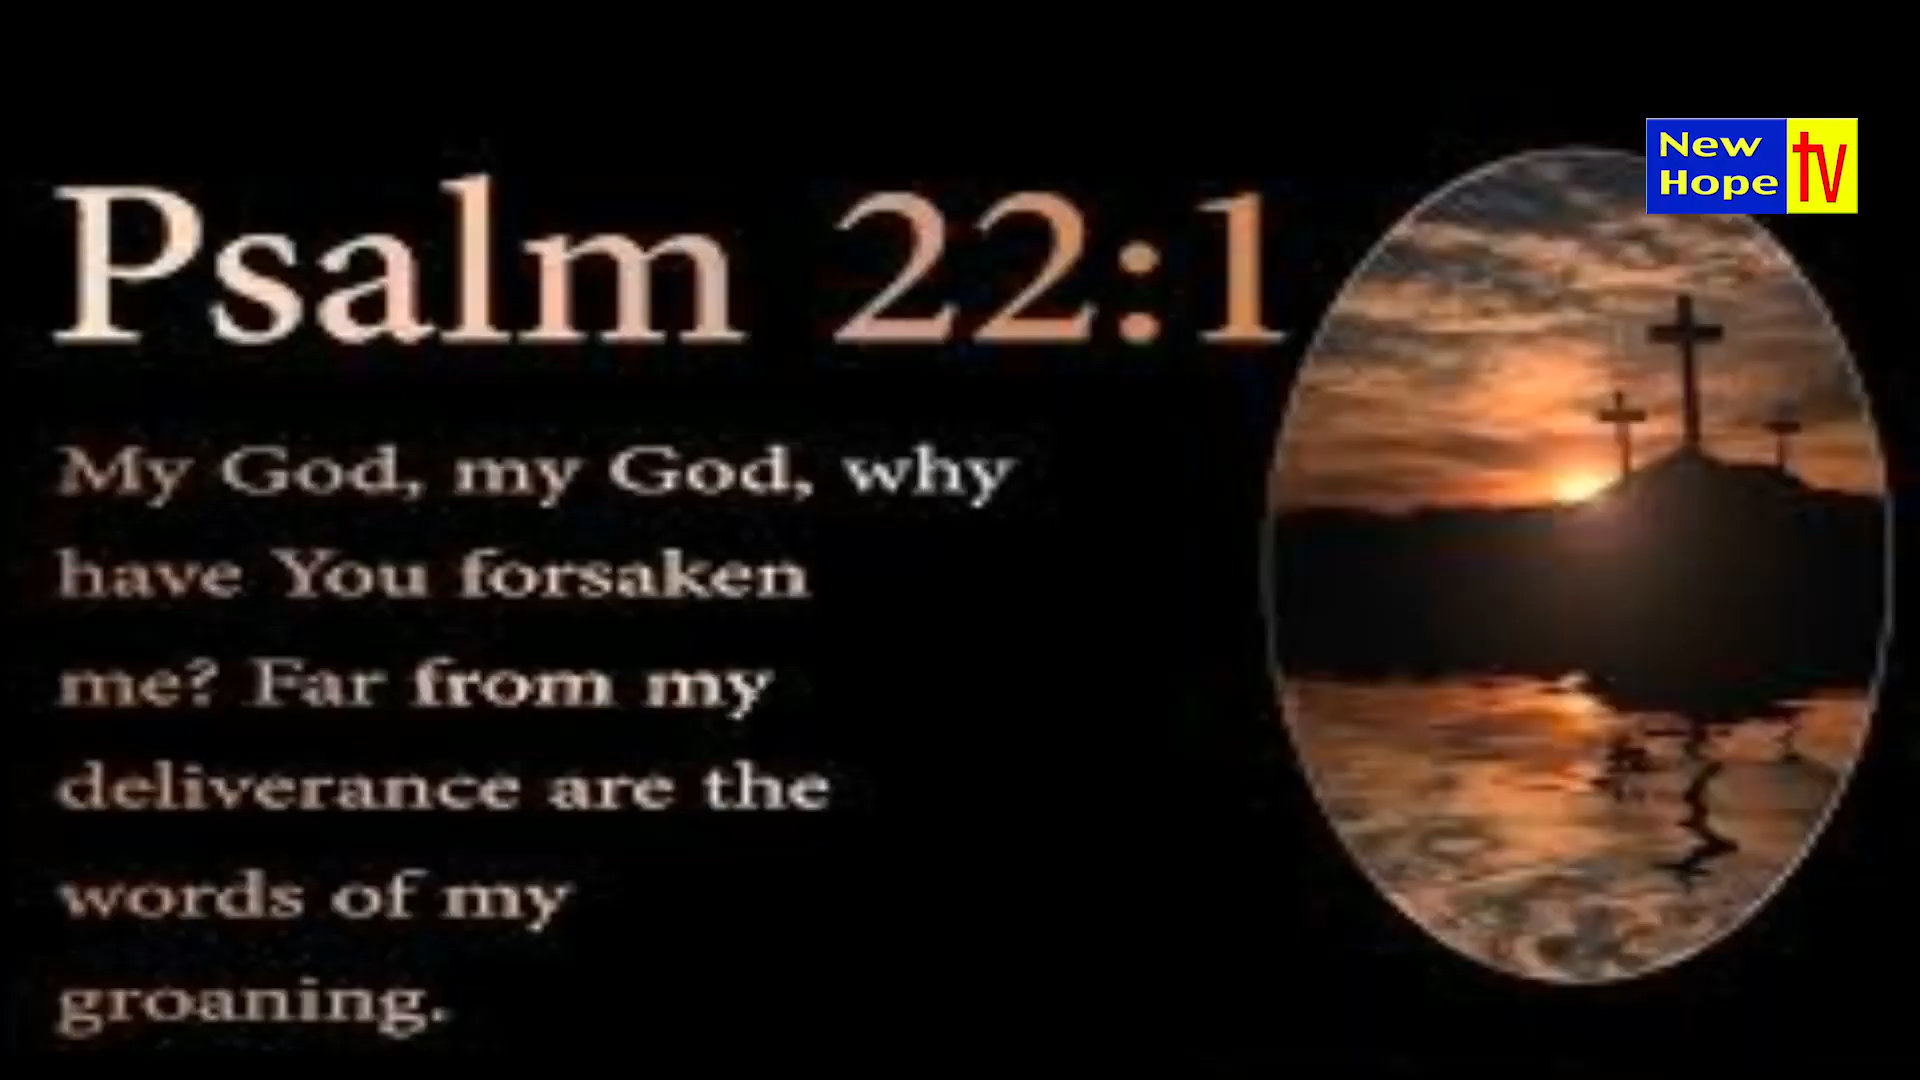 New
Hope
tv
Psalm 22:1
My God, my God, why
have You forsaken
me? Far from my
deliverance are the
words of my
groaning.